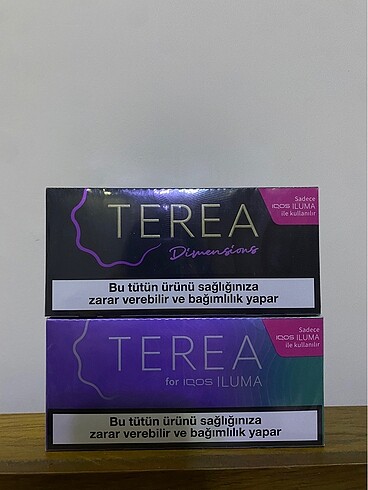 TEREA
Dimensions
Sadece
IQOS ILUMA
ile kullanılır
Bu tütün ürünü sağlığınıza
zarar verebilir ve bağımlılık yapar
TEREA
for IQOS ILUMA
Sadece
IQOS ILUMA
ile kullanılır
Bu tütün ürünü sağlığınıza
zarar verebilir ve bağımlılık yapar